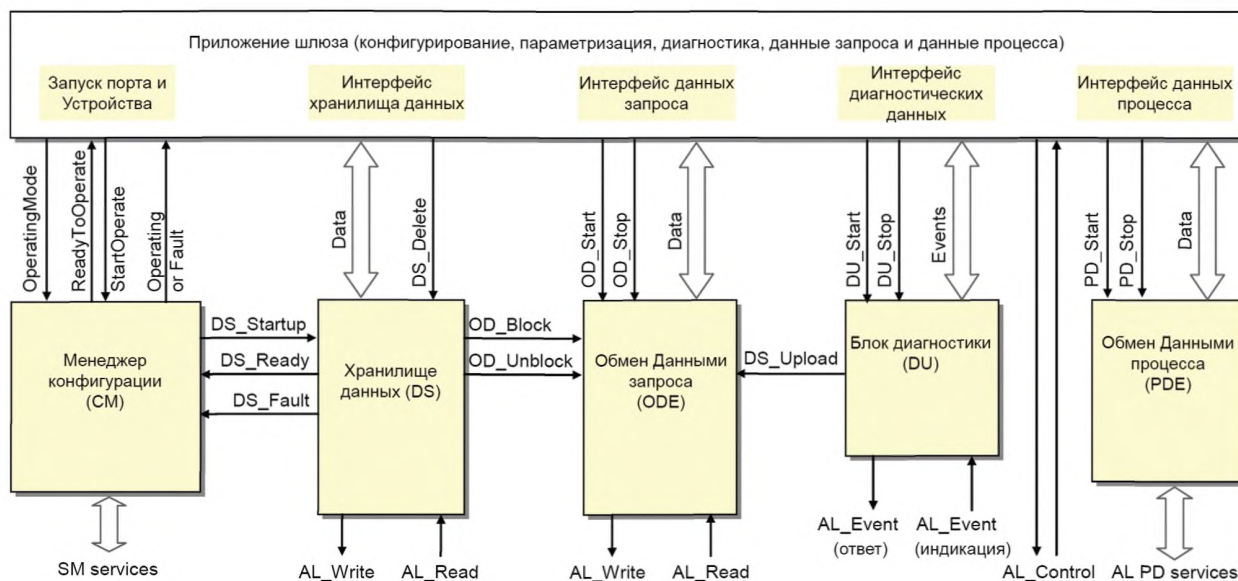 Приложение шлюза (конфигурирование, параметризация, диагностика, данные запроса и данные процесса)
Запуск порта и
Устройства
Интерфейс
хранилища данных
Интерфейс данных
запроса
Интерфейс
диагностических
данных
Интерфейс данных
процесса
OperatingMode
ReadyToOperate
StartOperate
Operating
or Fault
Data
DS_Delete
OD_Start
OD_Stop
Data
DU_Start
DU_Stop
Events
PD_Start
PD_Stop
Data
Менеджер
конфигурации
(CM)
DS_Startup
DS_Ready
DS_Fault
Хранилище
данных (DS)
OD_Block
OD_Unblock
Обмен Данными
запроса
(ODE)
DS_Upload
Блок диагностики
(DU)
Обмен Данными
процесса
(PDE)
SM services
AL_Write
AL_Read
AL_Write
AL_Read
AL_Event
(ответ)
AL_Event
(индикация)
AL_Control
AL PD services